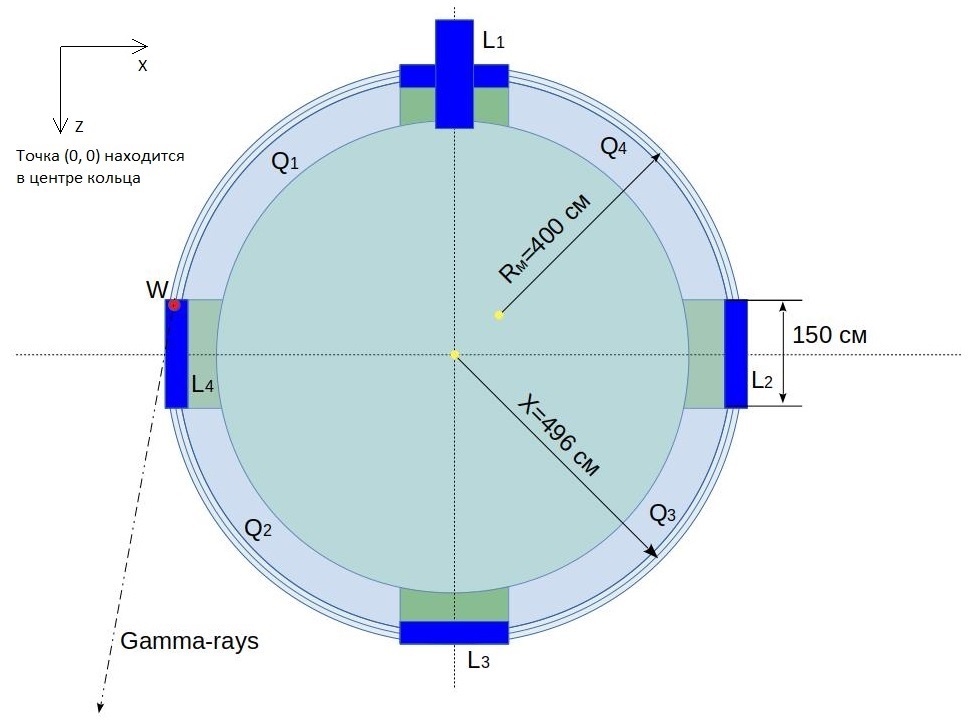 L1
X
Z
Точка (0, 0) находится
в центре кольца
Q1
Q4
Rм=400 см
W
150 см
L4
L2
X=496 см
Q3
Q2
Gamma-rays
L3